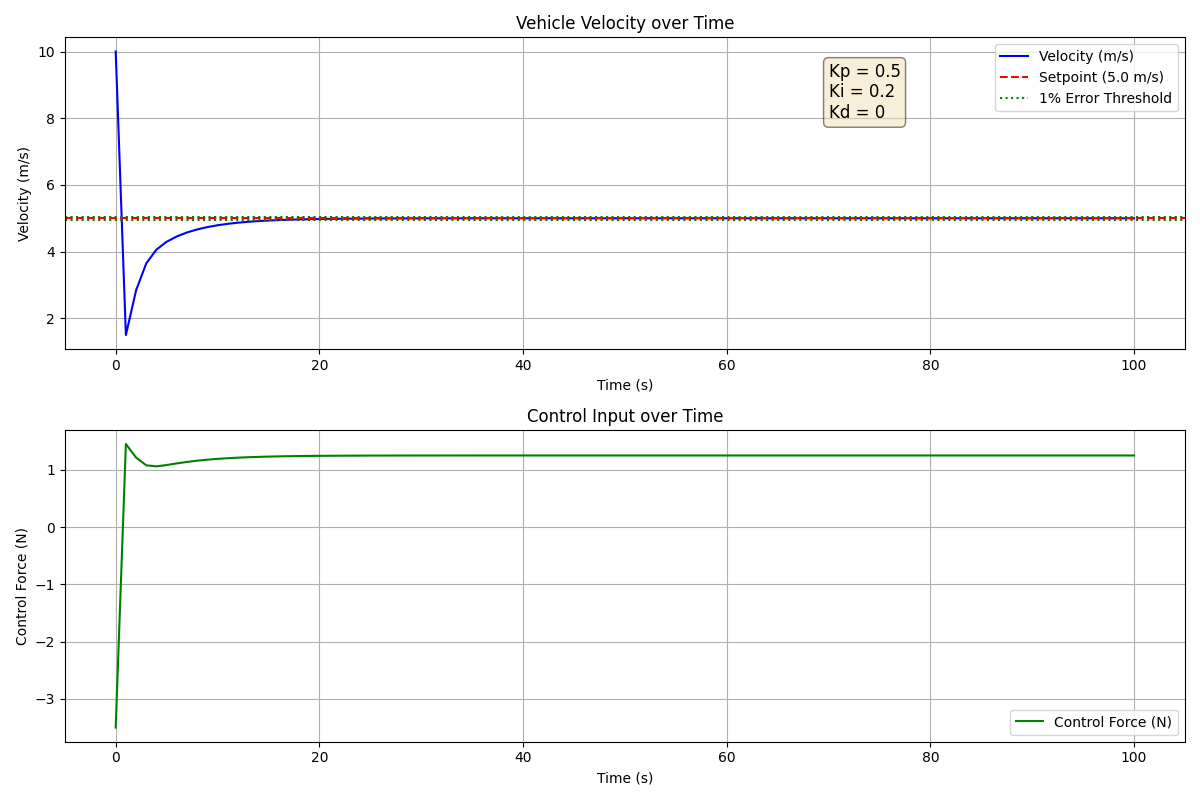 Vehicle Velocity over Time
Velocity (m/s)
10
8
6
4
2
Kp = 0.5
Ki = 0.2
Kd = 0
Velocity (m/s)
Setpoint (5.0 m/s)
1% Error Threshold
0 20 40 60 80 100
Time (s)
Control Input over Time
Control Force (N)
1
0
−1
−2
−3
Control Force (N)
0 20 40 60 80 100
Time (s)